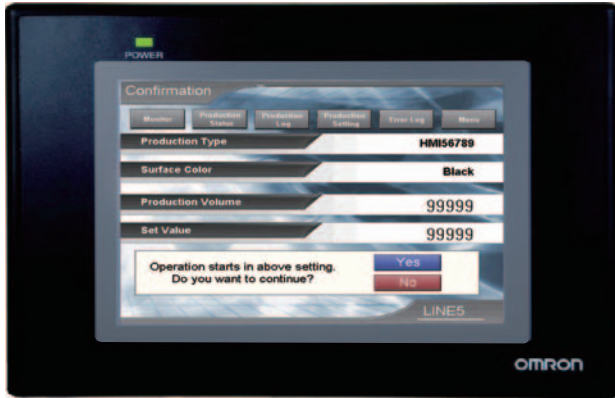 POWER
Confirmation
Monitor
Production Status
Production Log
Production Setting
Error Log
Menu
Production Type HMI56789
Surface Color Black
Production Volume 99999
Set Value 99999
Operation starts in above setting.
Do you want to continue?
Yes
No
LINE5
OMRON